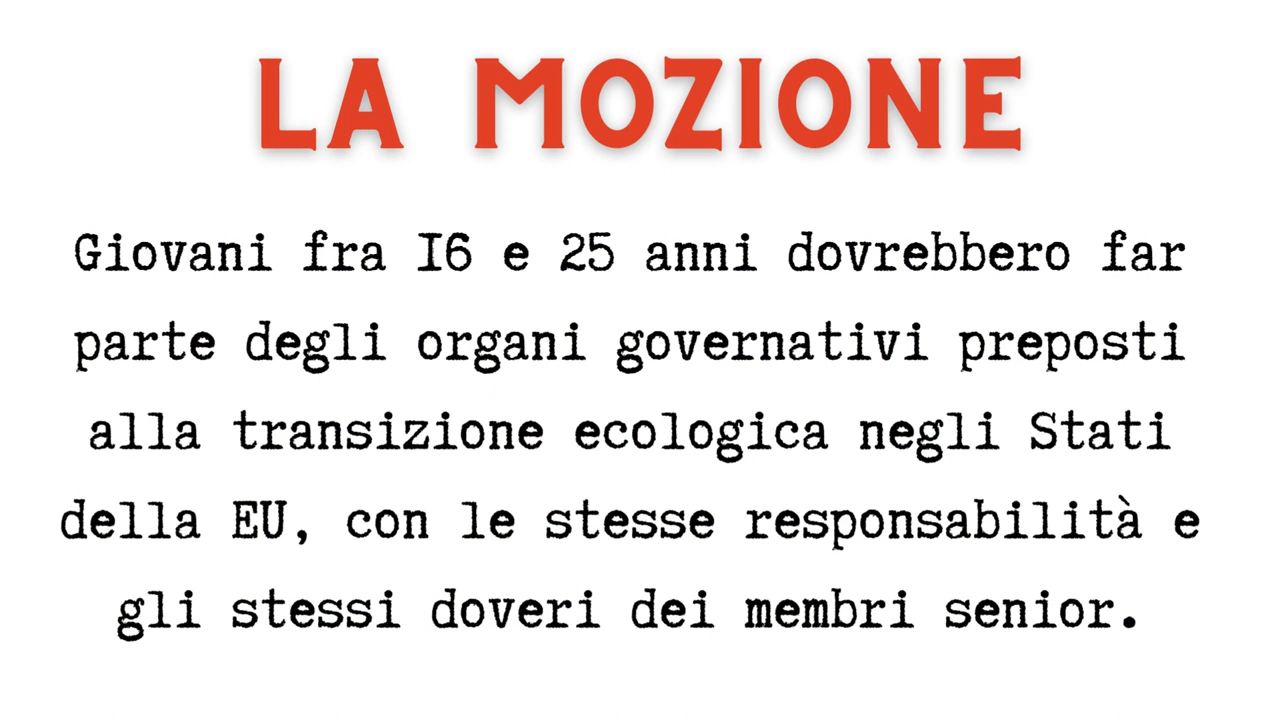 LA MOZIONE
Giovani fra 16 e 25 anni dovrebbero far
parte degli organi governativi preposti
alla transizione ecologica negli Stati
della EU, con le stesse responsabilità e
gli stessi doveri dei membri senior.